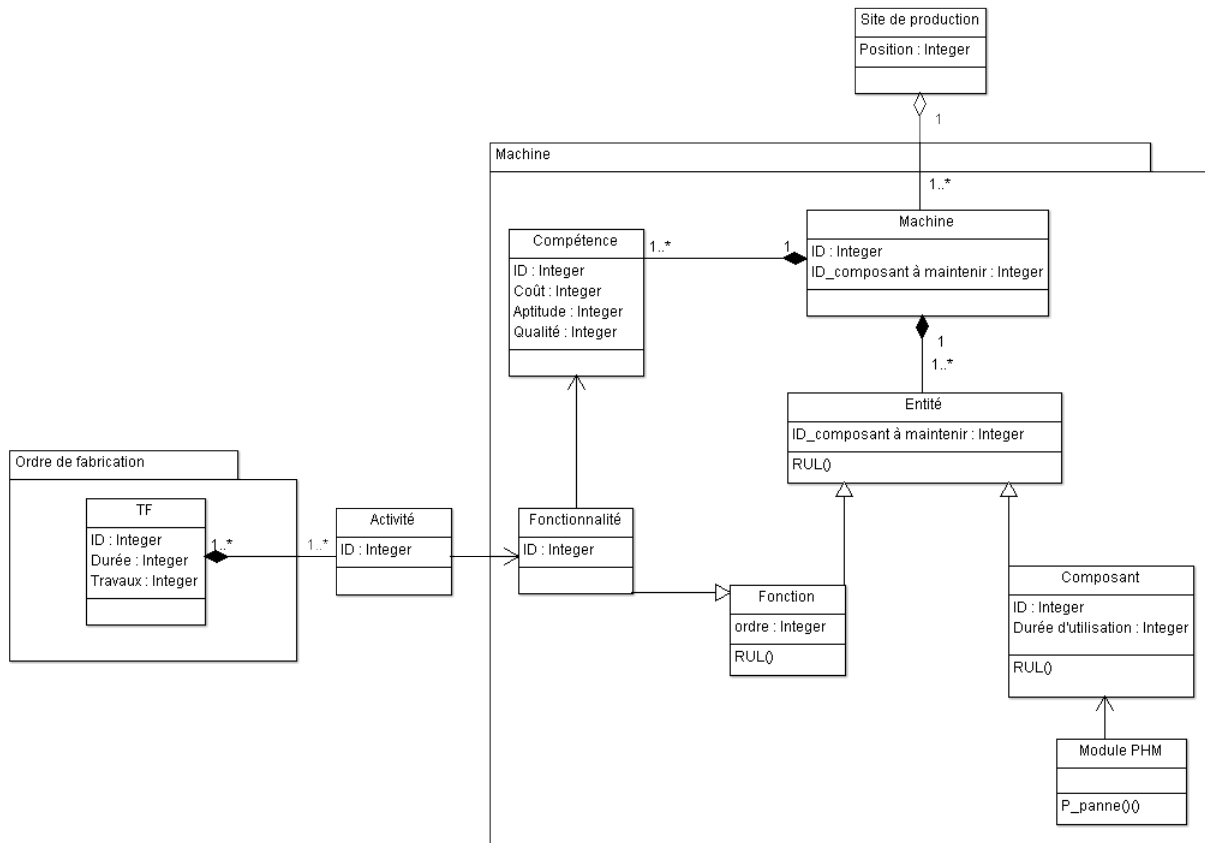 Site de production
Position : Integer
1
Machine
1..*
Machine
ID : Integer
ID_composant à maintenir : Integer
1
1..*
Compétence
ID : Integer
Coût : Integer
Aptitude : Integer
Qualité : Integer
1
1..*
Entité
ID_composant à maintenir : Integer
RUL()
Ordre de fabrication
TF
ID : Integer
Durée : Integer
Travaux : Integer
1..*
1..*
Activité
ID : Integer
Fonctionnalité
ID : Integer
Fonction
ordre : Integer
RUL()
Composant
ID : Integer
Durée d'utilisation : Integer
RUL()
Module PHM
P_panne()()